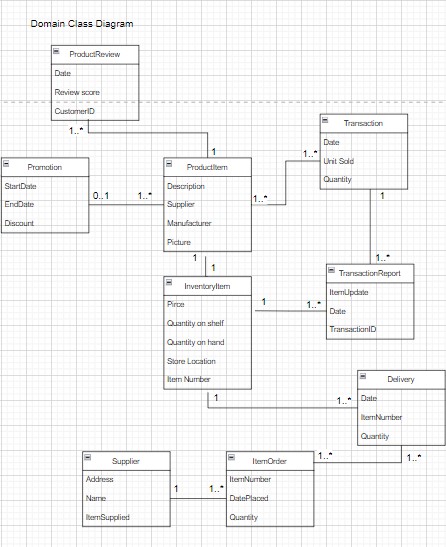 Domain Class Diagram
ProductReview
Date
Review score
CustomerID
1..*
1
Transaction
Date
Unit Sold
Quantity
1..*
1
Promotion
StartDate
EndDate
Discount
0..1
1..*
ProductItem
Description
Supplier
Manufacturer
Picture
1..*
1
1
InventoryItem
Pirce
Quantity on shelf
Quantity on hand
Store Location
Item Number
1
1..*
1..*
TransactionReport
ItemUpdate
Date
TransactionID
1
1..*
Delivery
Date
ItemNumber
Quantity
1..*
1..*
Supplier
Address
Name
ItemSupplied
1
1..*
ItemOrder
ItemNumber
DatePlaced
Quantity